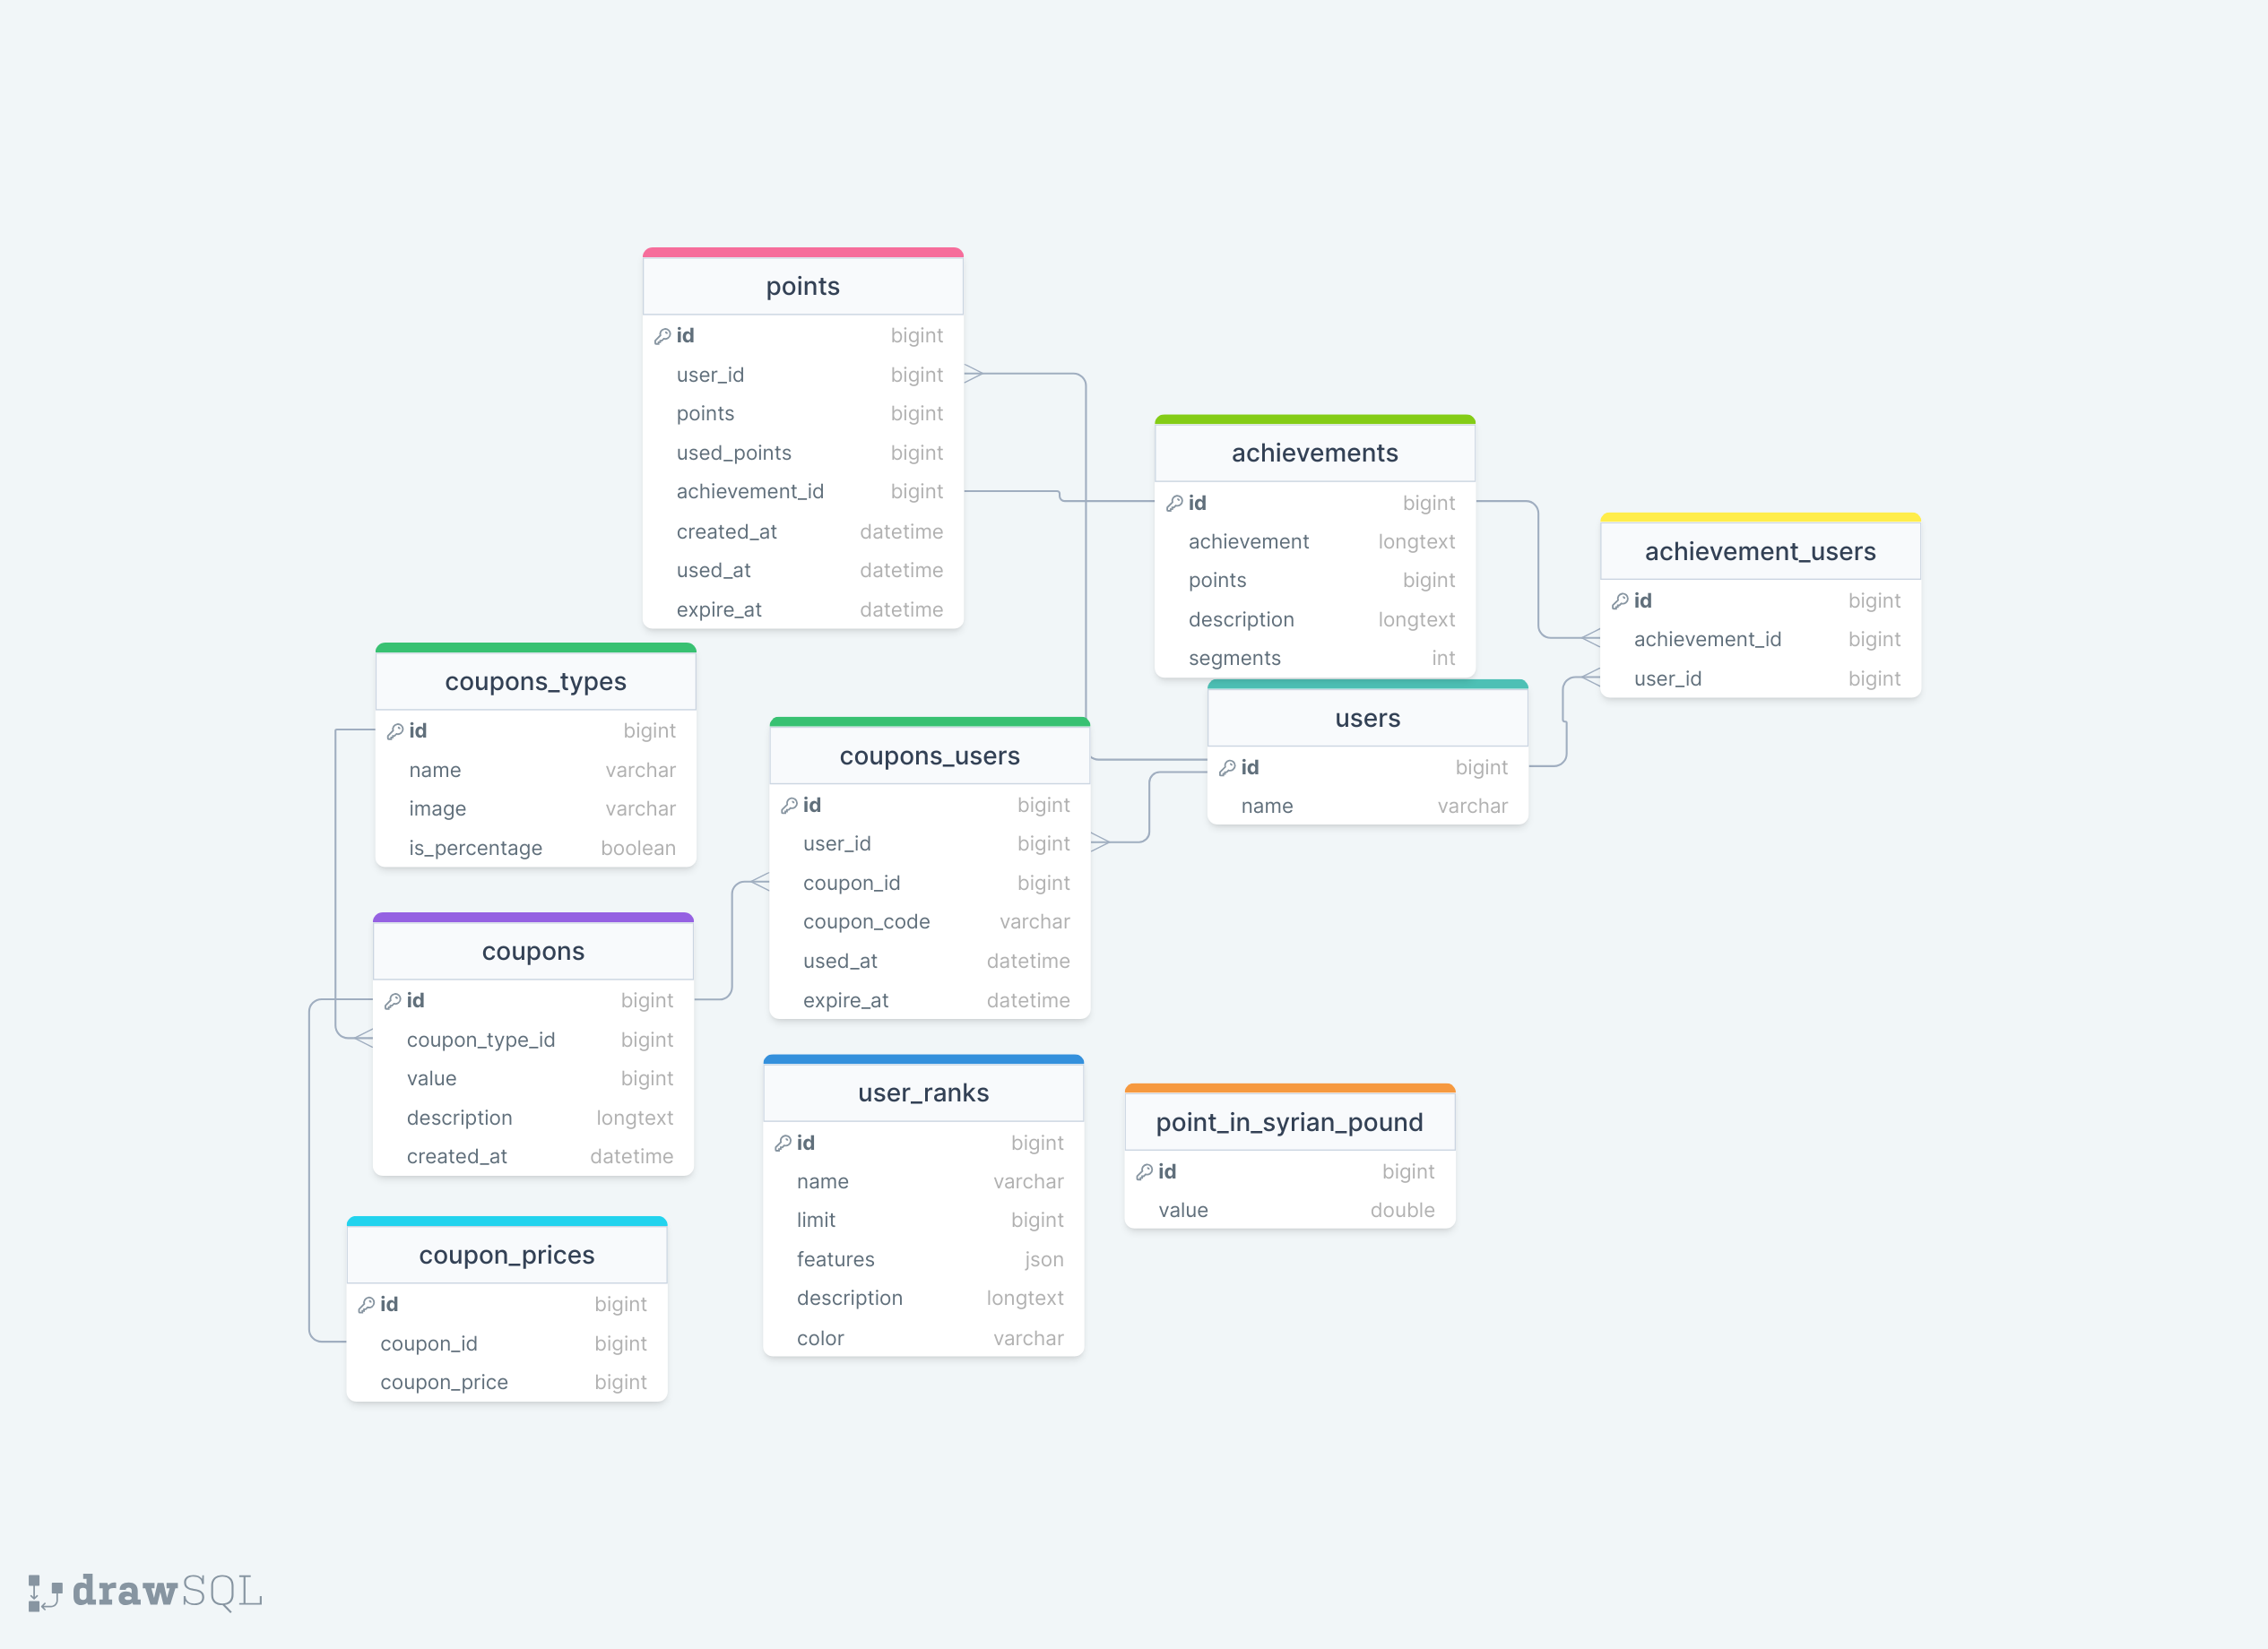 points
id bigint
user_id bigint
points bigint
used_points bigint
achievement_id bigint
created_at datetime
used_at datetime
expire_at datetime
achievements
id bigint
achievement longtext
points bigint
description longtext
segments int
achievement_users
id bigint
achievement_id bigint
user_id bigint
coupons_types
id bigint
name varchar
image varchar
is_percentage boolean
coupons_users
id bigint
user_id bigint
coupon_id bigint
coupon_code varchar
used_at datetime
expire_at datetime
users
id bigint
name varchar
coupons
id bigint
coupon_type_id bigint
value bigint
description longtext
created_at datetime
user_ranks
id bigint
name varchar
limit bigint
features json
description longtext
color varchar
point_in_syrian_pound
id bigint
value double
coupon_prices
id bigint
coupon_id bigint
coupon_price bigint
drawSQL